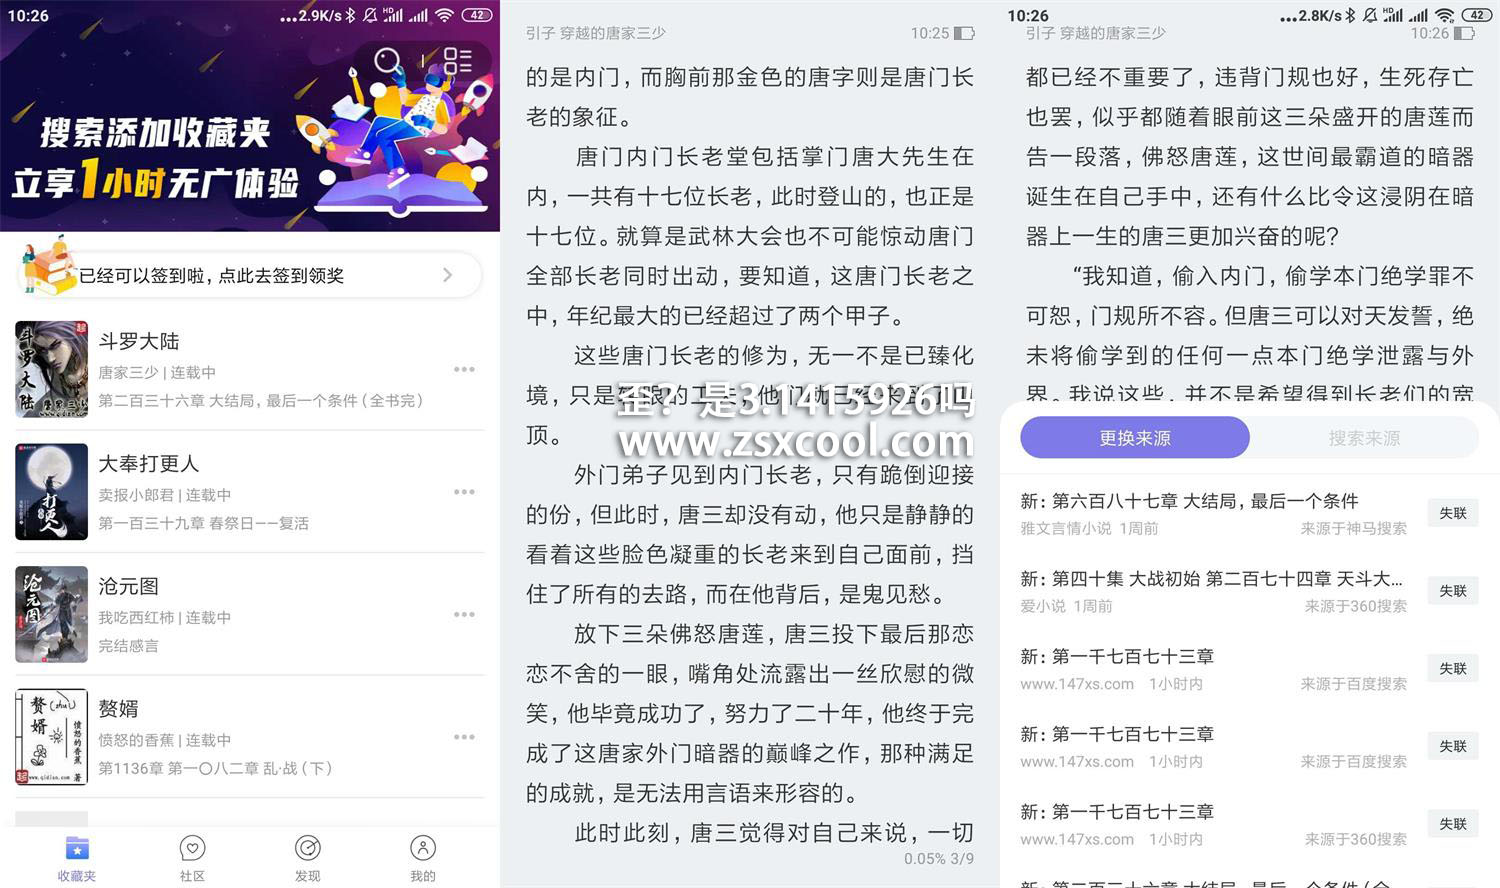 10:26
...2.9K/s
HD
42
搜索添加收藏夹
立享1小时无广体验
已经可以签到啦，点此去签到领奖
斗罗大陆
唐家三少 | 连载中
第二百三十六章 大结局，最后一个条件（全书完）
大奉打更人
卖报小郎君 | 连载中
第一百三十九章 春祭日——复活
沧元图
我吃西红柿 | 连载中
完结感言
赘婿
愤怒的香蕉 | 连载中
第1136章 第一〇八二章 乱·战（下）
收藏夹
社区
发现
我的
引子 穿越的唐家三少
10:25
的是内门，而胸前那金色的唐字则是唐门长
老的象征。
唐门内门长老堂包括掌门唐大先生在
内，一共有十七位长老，此时登山的，也正是
十七位。就算是武林大会也不可能惊动唐门
全部长老同时出动，要知道，这唐门长老之
中，年纪最大的已经超过了两个甲子。
这些唐门长老的修为，无一不是已臻化
境，只是
顶。
歪？是3.1415926吗
www.zsxcool.com
外门弟子见到内门长老，只有跪倒迎接
的份，但此时，唐三却没有动，他只是静静的
看着这些脸色凝重的长老来到自己面前，挡
住了所有的去路，而在他背后，是鬼见愁。
放下三朵佛怒唐莲，唐三投下最后那恋
恋不舍的一眼，嘴角处流露出一丝欣慰的微
笑，他毕竟成功了，努力了二十年，他终于完
成了这唐家外门暗器的巅峰之作，那种满足
的成就，是无法用言语来形容的。
此时此刻，唐三觉得对自己来说，一切
0.05% 3/9
10:26
...2.8K/s
HD
42
引子 穿越的唐家三少
10:26
都已经不重要了，违背门规也好，生死存亡
也罢，似乎都随着眼前这三朵盛开的唐莲而
告一段落，佛怒唐莲，这世间最霸道的暗器
诞生在自己手中，还有什么比令这浸阴在暗
器上一生的唐三更加兴奋的呢？
“我知道，偷入内门，偷学本门绝学罪不
可恕，门规所不容。但唐三可以对天发誓，绝
未将偷学到的任何一点本门绝学泄露与外
界。我说这些，并不是希望得到长老们的宽
更换来源
搜索来源
新：第六百八十七章 大结局，最后一个条件
雅文言情小说 1周前
来源于神马搜索
失联
新：第四十集 大战初始 第二百七十四章 天斗大...
爱小说 1周前
来源于360搜索
失联
新：第一千七百七十三章
www.147xs.com 1小时内
来源于百度搜索
失联
新：第一千七百七十三章
www.147xs.com 1小时内
来源于百度搜索
失联
新：第一千七百七十三章
www.147xs.com 1小时内
来源于360搜索
失联
新：第二百三十六章 大结局，最后一个条件（全